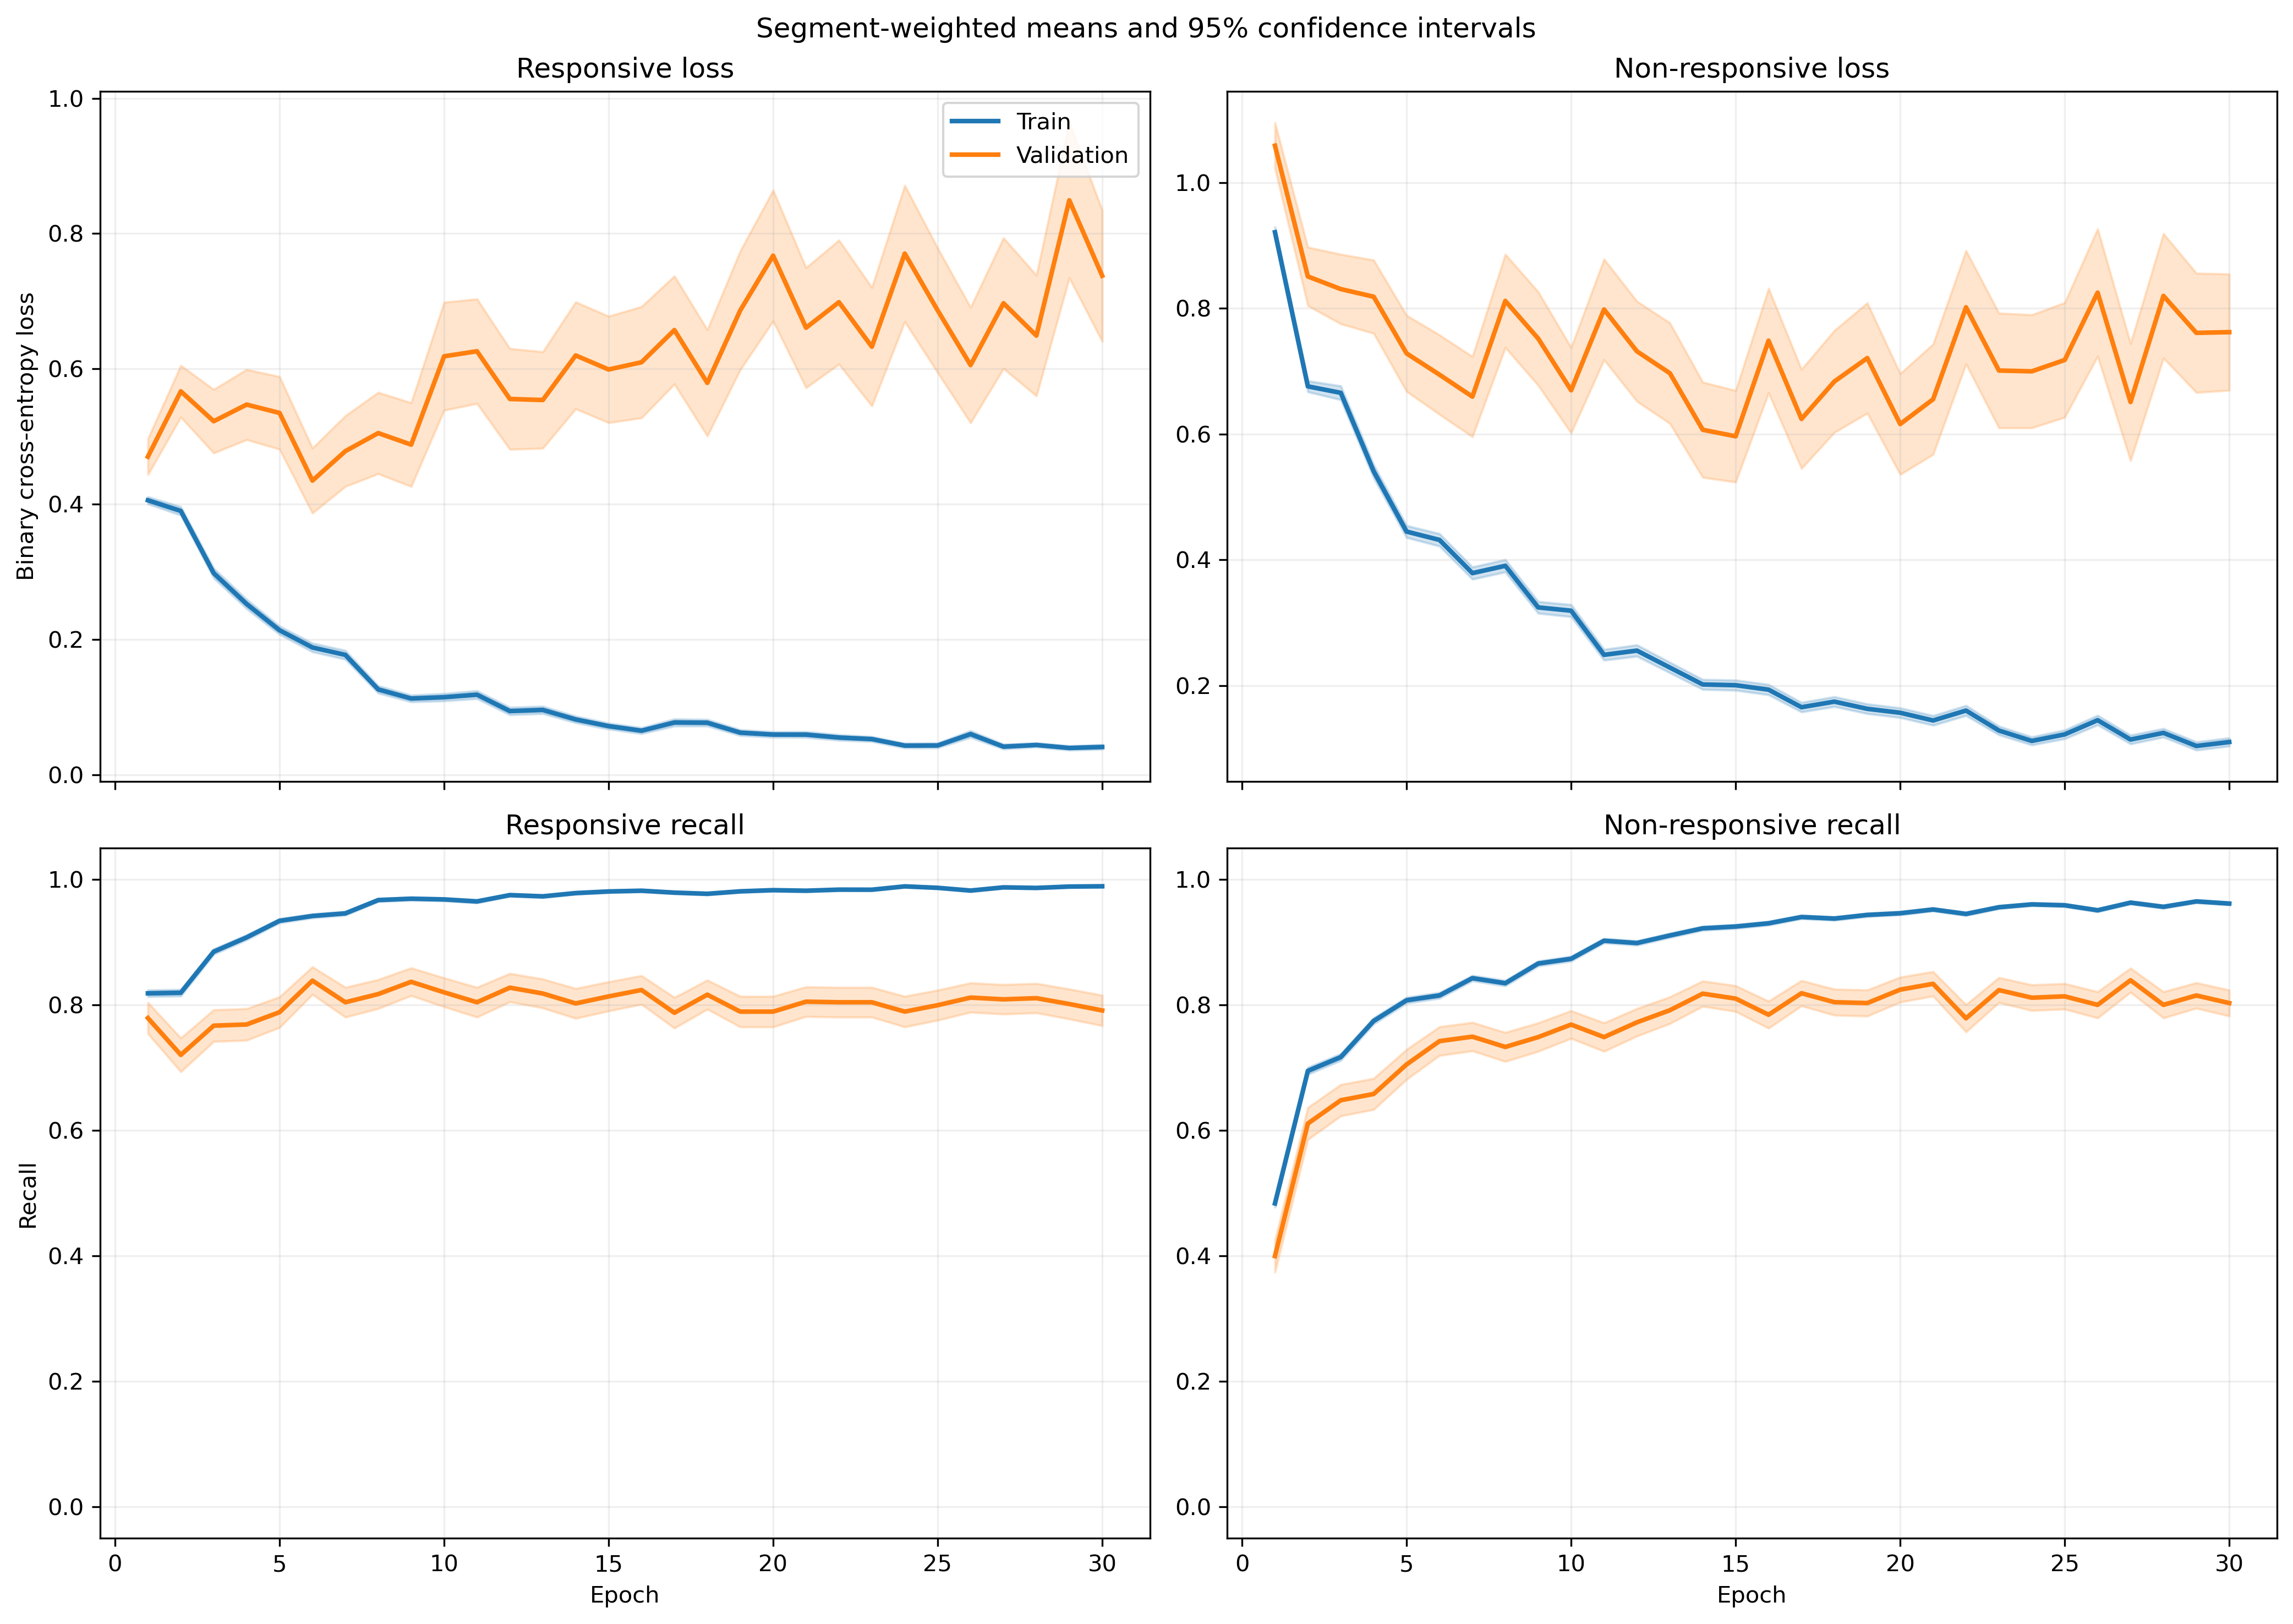 Segment-weighted means and 95% confidence intervals
Responsive loss
Non-responsive loss
Binary cross-entropy loss
1.0
0.8
0.6
0.4
0.2
0.0
Train
Validation
1.0
0.8
0.6
0.4
0.2
Responsive recall
Non-responsive recall
Recall
1.0
0.8
0.6
0.4
0.2
0.0
0 5 10 15 20 25 30
Epoch
1.0
0.8
0.6
0.4
0.2
0.0
0 5 10 15 20 25 30
Epoch